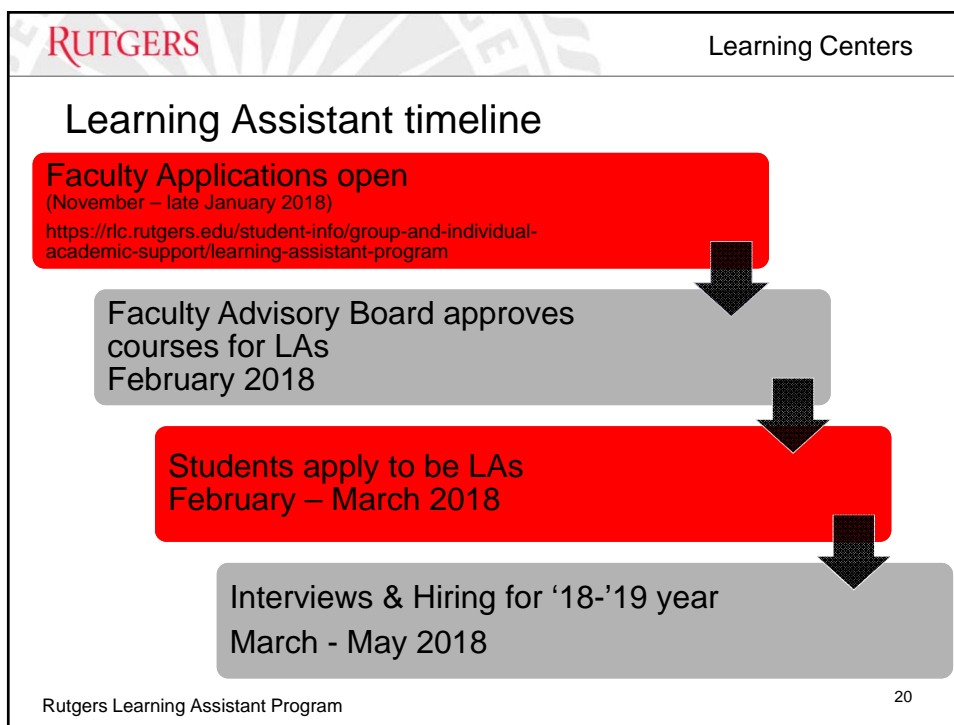 RUTGERS
Learning Centers
Learning Assistant timeline
Faculty Applications open
(November – late January 2018)
https://rlc.rutgers.edu/student-info/group-and-individual-
academic-support/learning-assistant-program
Faculty Advisory Board approves
courses for LAs
February 2018
Students apply to be LAs
February – March 2018
Interviews & Hiring for ‘18-’19 year
March - May 2018
Rutgers Learning Assistant Program
20